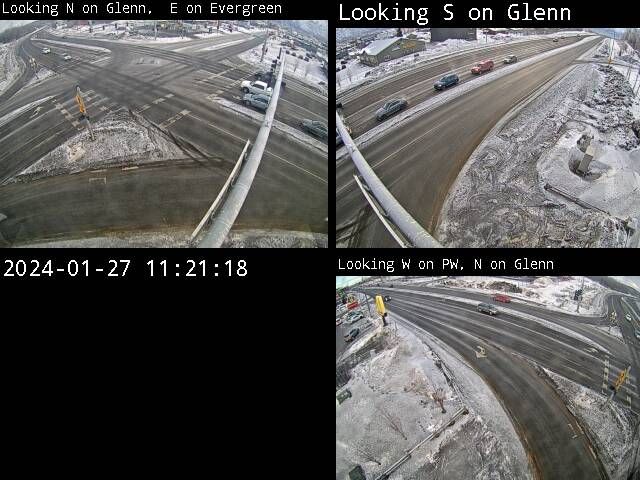 Looking N on Glenn,  E on Evergreen
Looking S on Glenn
2024-01-27 11:21:18
Looking W on PW, N on Glenn